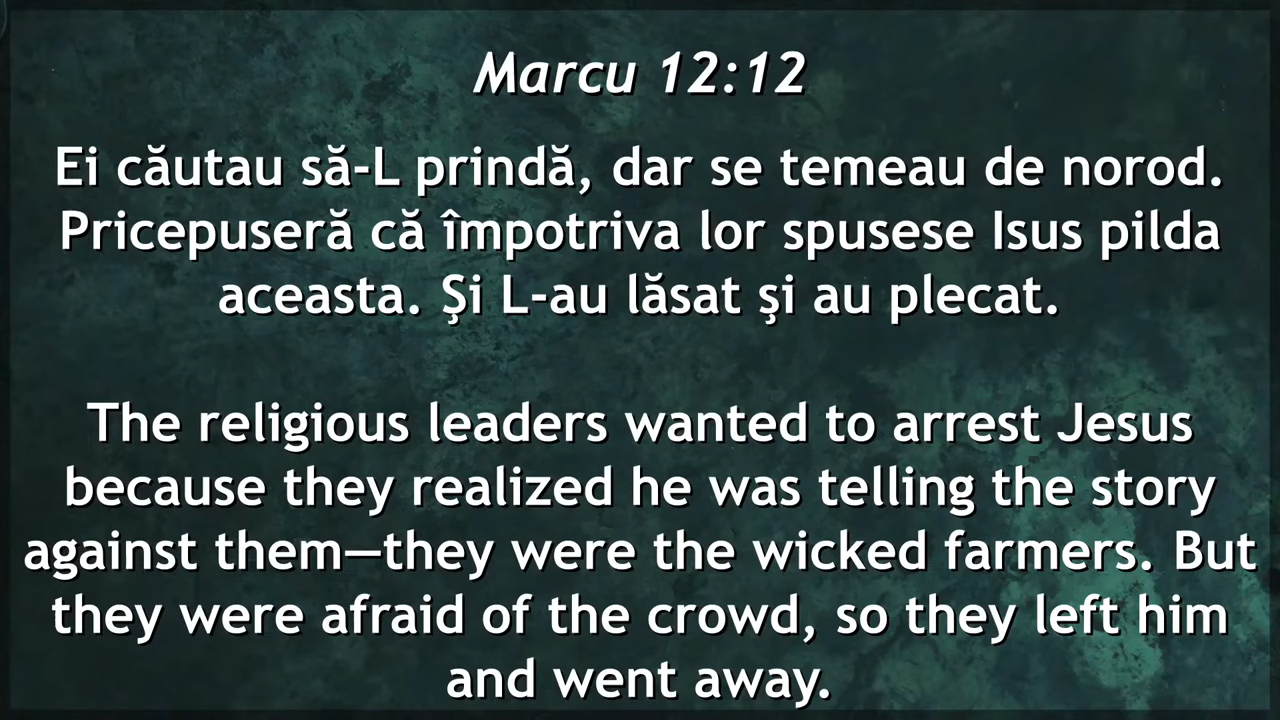 Marcu 12:12
Ei căutau să-L prindă, dar se temeau de norod.
Pricepuseră că împotriva lor spusese Isus pilda
aceasta. Şi L-au lăsat şi au plecat.
The religious leaders wanted to arrest Jesus
because they realized he was telling the story
against them—they were the wicked farmers. But
they were afraid of the crowd, so they left him
and went away.